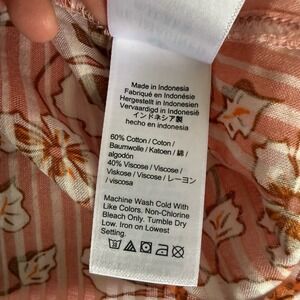 Made in Indonesia
Fabriqué en Indonésie
Hergestellt in Indonesien
Vervaardigd in Indonesië
インドネシア製
hecho en indonesia
60% Cotton / Coton /
Baumwolle / Katoen / 綿 /
algodón
40% Viscose / Viscose /
Viskose / Viscose / レーヨン
/ viscosa
Machine Wash Cold With
Like Colors. Non-Chlorine
Bleach Only. Tumble Dry
Low. Iron on Lowest
Setting.